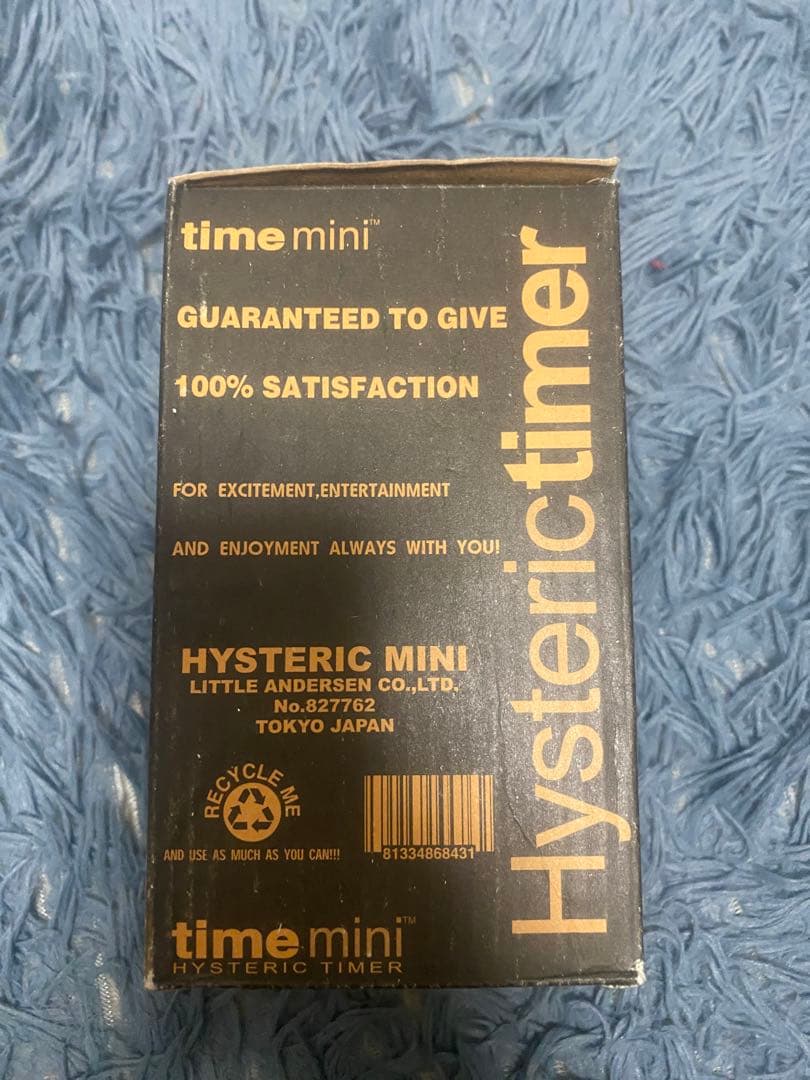 time mini™
GUARANTEED TO GIVE
100% SATISFACTION
FOR EXCITEMENT,ENTERTAINMENT
AND ENJOYMENT ALWAYS WITH YOU!
HYSTERIC MINI
LITTLE ANDERSEN CO.,LTD,
No.827762
TOKYO JAPAN
RECYCLE ME
AND USE AS MUCH AS YOU CAN!!!
81334868431
time mini™
HYSTERIC TIMER
Hysterictimer